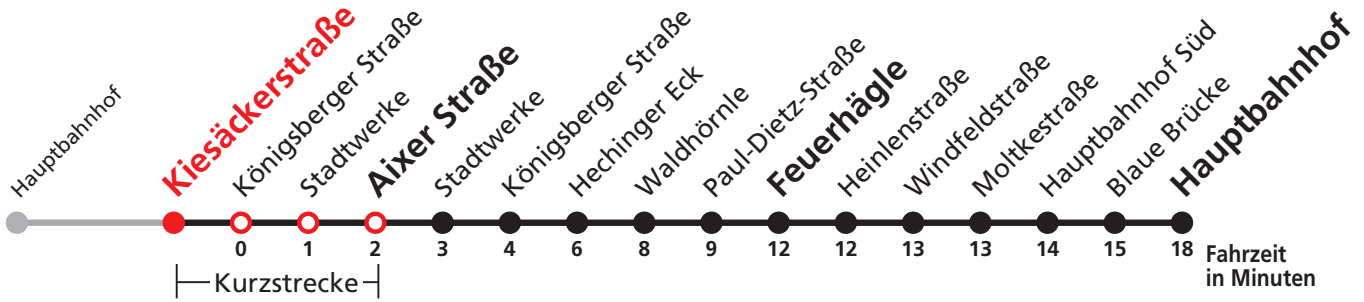 Hauptbahnhof
Kiesäckerstraße
Königsberger Straße
Stadtwerke
Aixer Straße
Stadtwerke
Königsberger Straße
Hechinger Eck
Waldhörnle
Paul-Dietz-Straße
Feuerhägle
Heinlenstraße
Windfeldstraße
Moltkestraße
Hauptbahnhof Süd
Blaue Brücke
Hauptbahnhof
0 1 2 3 4 6 8 9 12 12 13 13 14 15 18
Fahrzeit
in Minuten
Kurzstrecke